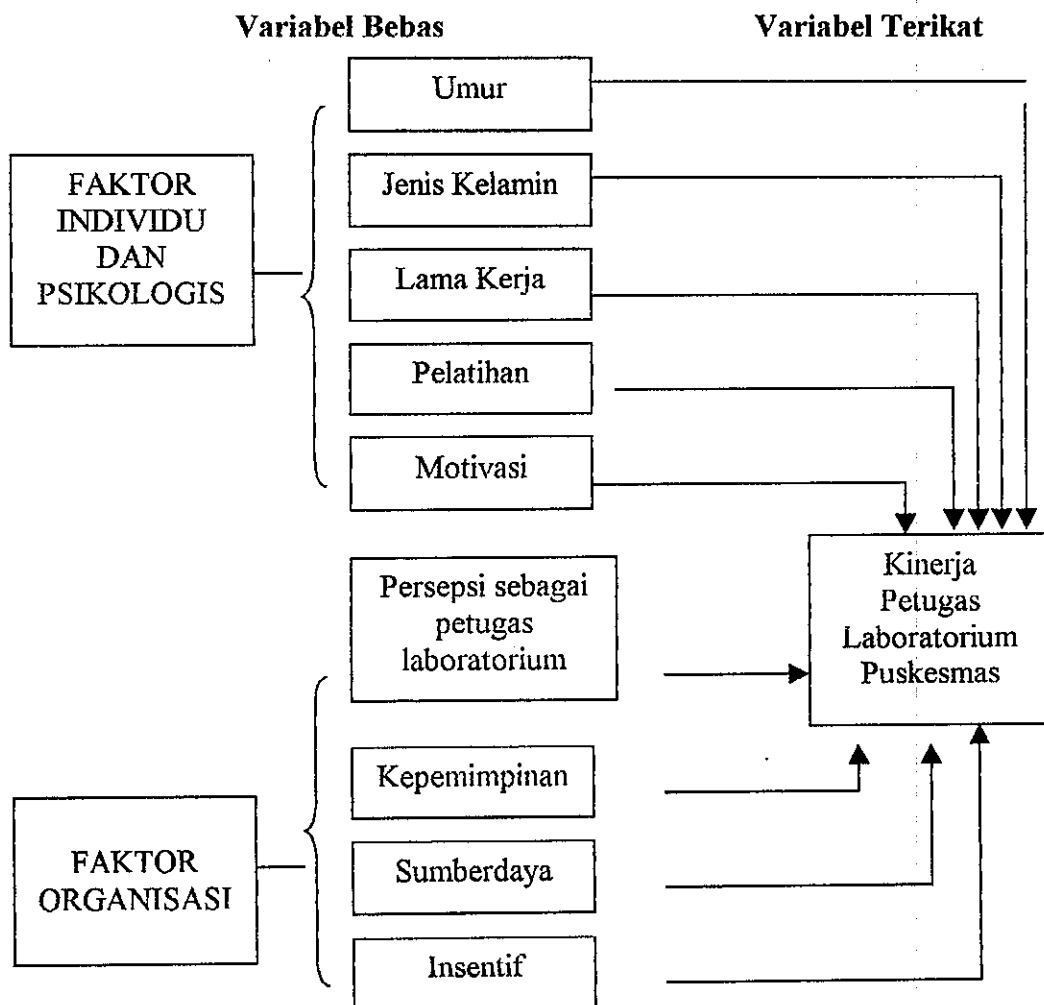 Variabel Bebas
Variabel Terikat
Umur
FAKTOR
INDIVIDU
DAN
PSIKOLOGIS
Jenis Kelamin
Lama Kerja
Pelatihan
Motivasi
Persepsi sebagai
petugas
laboratorium
Kinerja
Petugas
Laboratorium
Puskesmas
Kepemimpinan
FAKTOR
ORGANISASI
Sumberdaya
Insentif